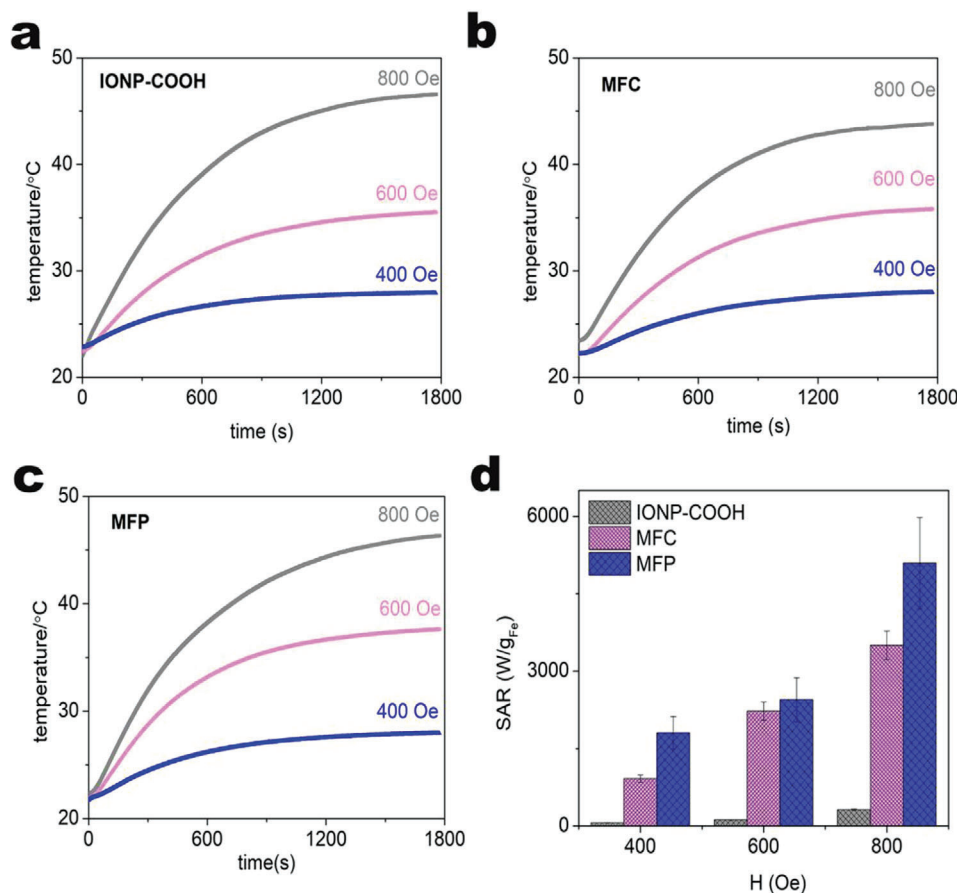 a
IONP-COOH
800 Oe
600 Oe
400 Oe
50
40
30
20
temperature/°C
0
600
1200
1800
time (s)
b
MFC
800 Oe
600 Oe
400 Oe
50
40
30
20
temperature/°C
0
600
1200
1800
time (s)
c
MFP
800 Oe
600 Oe
400 Oe
50
40
30
20
temperature/°C
0
600
1200
1800
time(s)
d
IONP-COOH
MFC
MFP
6000
3000
0
SAR (W/gFe)
400
600
800
H (Oe)